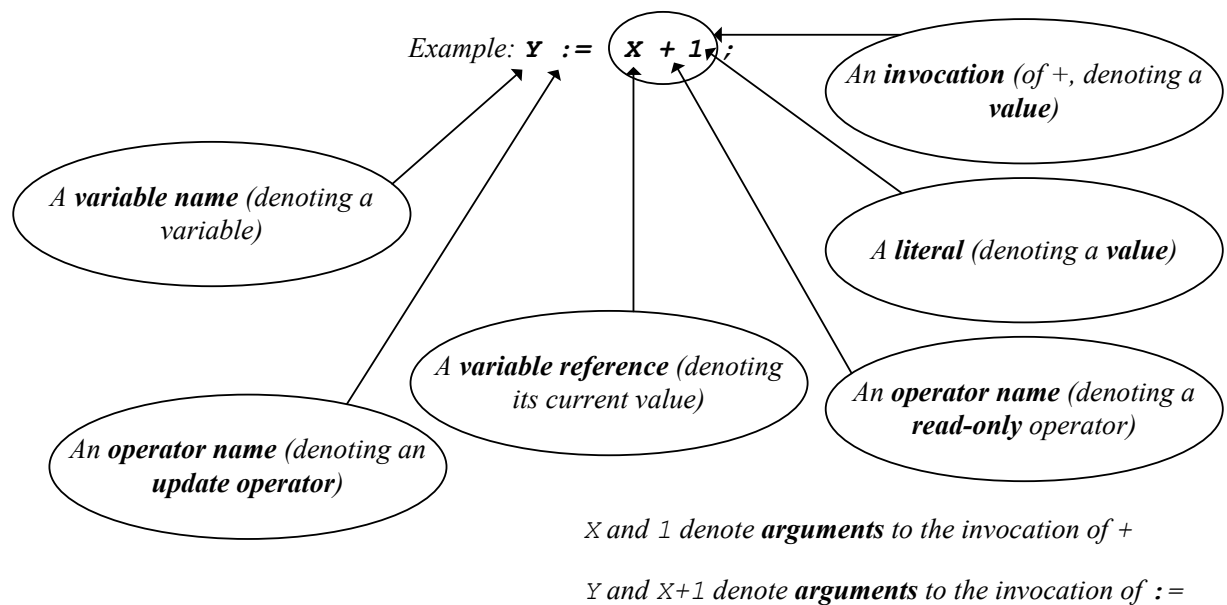 Example: Y := X + 1 ;
An invocation (of +, denoting a
value)
A variable name (denoting a
variable)
A literal (denoting a value)
A variable reference (denoting
its current value)
An operator name (denoting a
read-only operator)
An operator name (denoting an
update operator)
X and 1 denote arguments to the invocation of +
Y and X+1 denote arguments to the invocation of :=